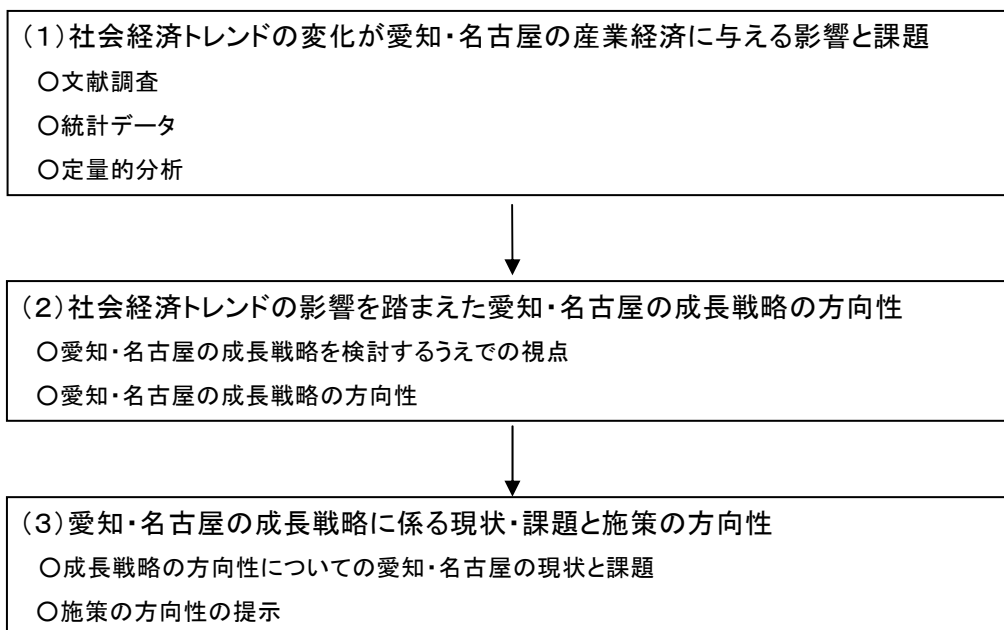 （１）社会経済トレンドの変化が愛知・名古屋の産業経済に与える影響と課題
○文献調査
○統計データ
○定量的分析
（２）社会経済トレンドの影響を踏まえた愛知・名古屋の成長戦略の方向性
○愛知・名古屋の成長戦略を検討するうえでの視点
○愛知・名古屋の成長戦略の方向性
（３）愛知・名古屋の成長戦略に係る現状・課題と施策の方向性
○成長戦略の方向性についての愛知・名古屋の現状と課題
○施策の方向性の提示